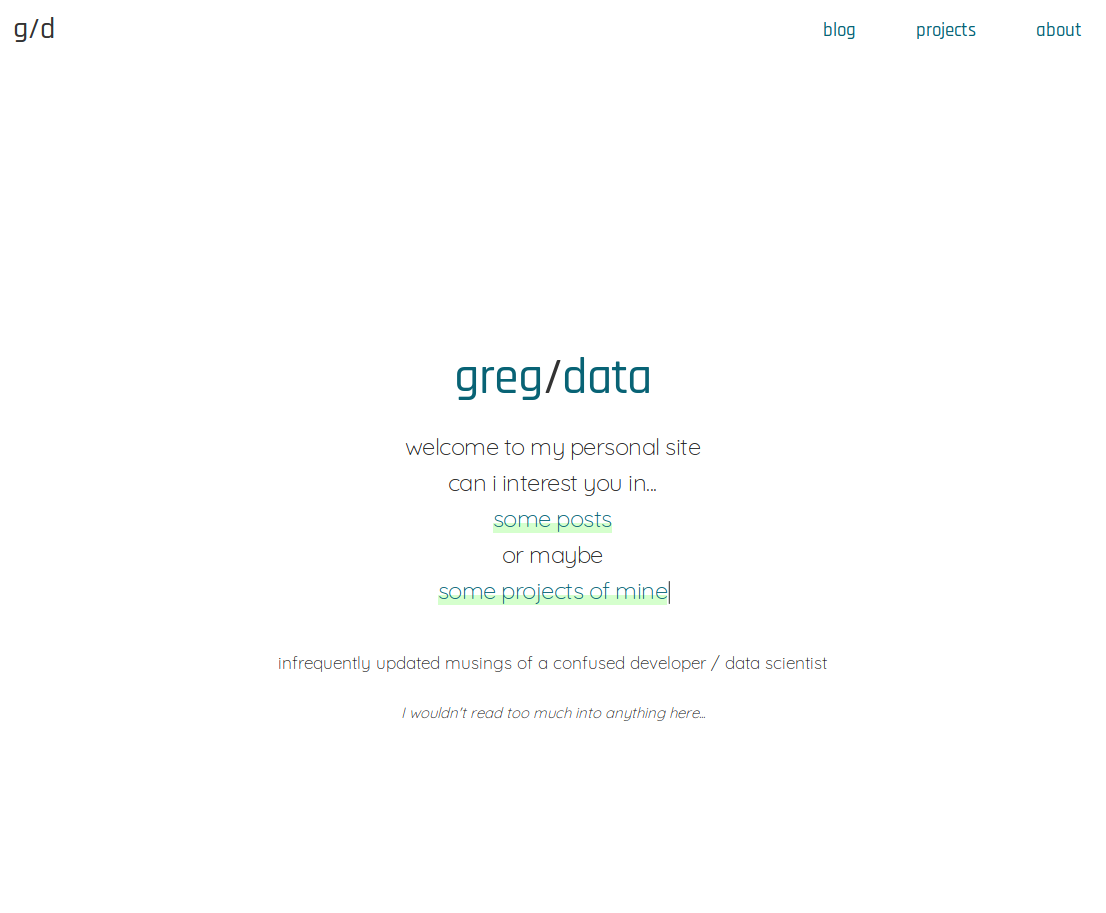 g/d
blog projects about
greg/data
welcome to my personal site
can i interest you in...
some posts
or maybe
some projects of mine|
infrequently updated musings of a confused developer / data scientist
I wouldn't read too much into anything here...